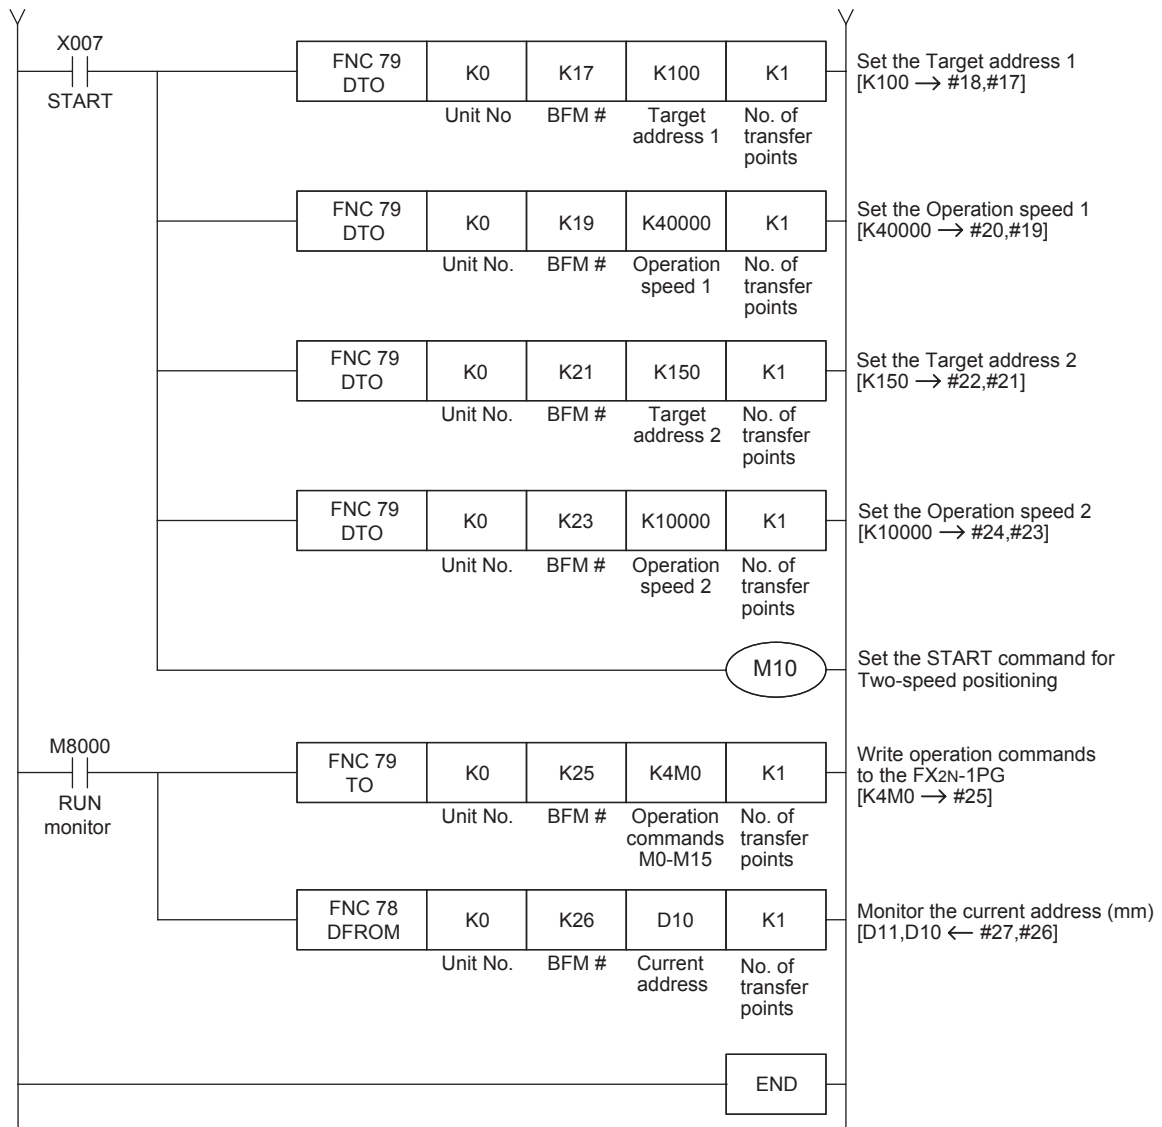 X007
START
FNC 79
DTO
K0
K17
K100
K1
Unit No
BFM #
Target
address 1
No. of
transfer
points
Set the Target address 1
[K100 → #18,#17]
FNC 79
DTO
K0
K19
K40000
K1
Unit No.
BFM #
Operation
speed 1
No. of
transfer
points
Set the Operation speed 1
[K40000 → #20,#19]
FNC 79
DTO
K0
K21
K150
K1
Unit No.
BFM #
Target
address 2
No. of
transfer
points
Set the Target address 2
[K150 → #22,#21]
FNC 79
DTO
K0
K23
K10000
K1
Unit No.
BFM #
Operation
speed 2
No. of
transfer
points
Set the Operation speed 2
[K10000 → #24,#23]
M10
Set the START command for
Two-speed positioning
M8000
RUN
monitor
FNC 79
TO
K0
K25
K4M0
K1
Unit No.
BFM #
Operation
commands
M0-M15
No. of
transfer
points
Write operation commands
to the FX2N-1PG
[K4M0 → #25]
FNC 78
DFROM
K0
K26
D10
K1
Unit No.
BFM #
Current
address
No. of
transfer
points
Monitor the current address (mm)
[D11,D10 ← #27,#26]
END